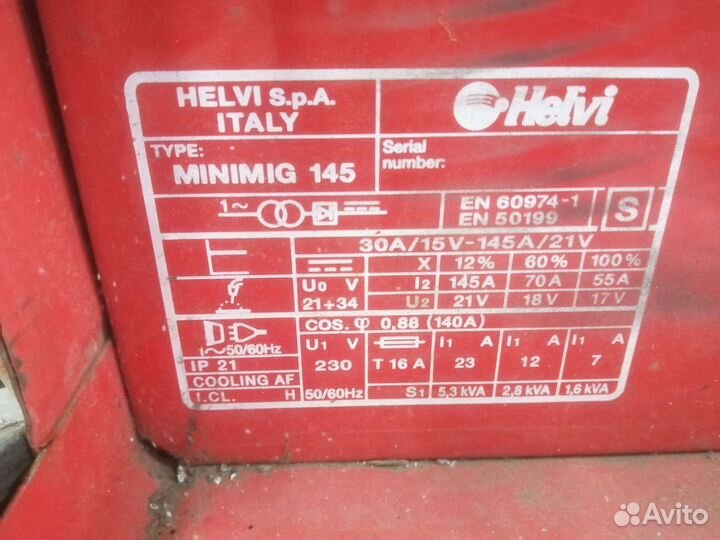 HELVI S.p.A.
ITALY
Helvi
TYPE:
MINIMIG 145
Serial
number:
1~
EN 60974-1
EN 50199
S
30A/15V-145A/21V
X 12% 60% 100%
U0 V
21÷34
I2 145A 70A 55A
U2 21V 18V 17V
1~50/60Hz
COS. φ 0,88 (140A)
U1 V
230
T 16 A
I1 A
23
I1 A
12
I1 A
7
IP 21
COOLING AF
I.CL. H
50/60Hz
S1 5,3 kVA 2,8 kVA 1,6 kVA
Avito